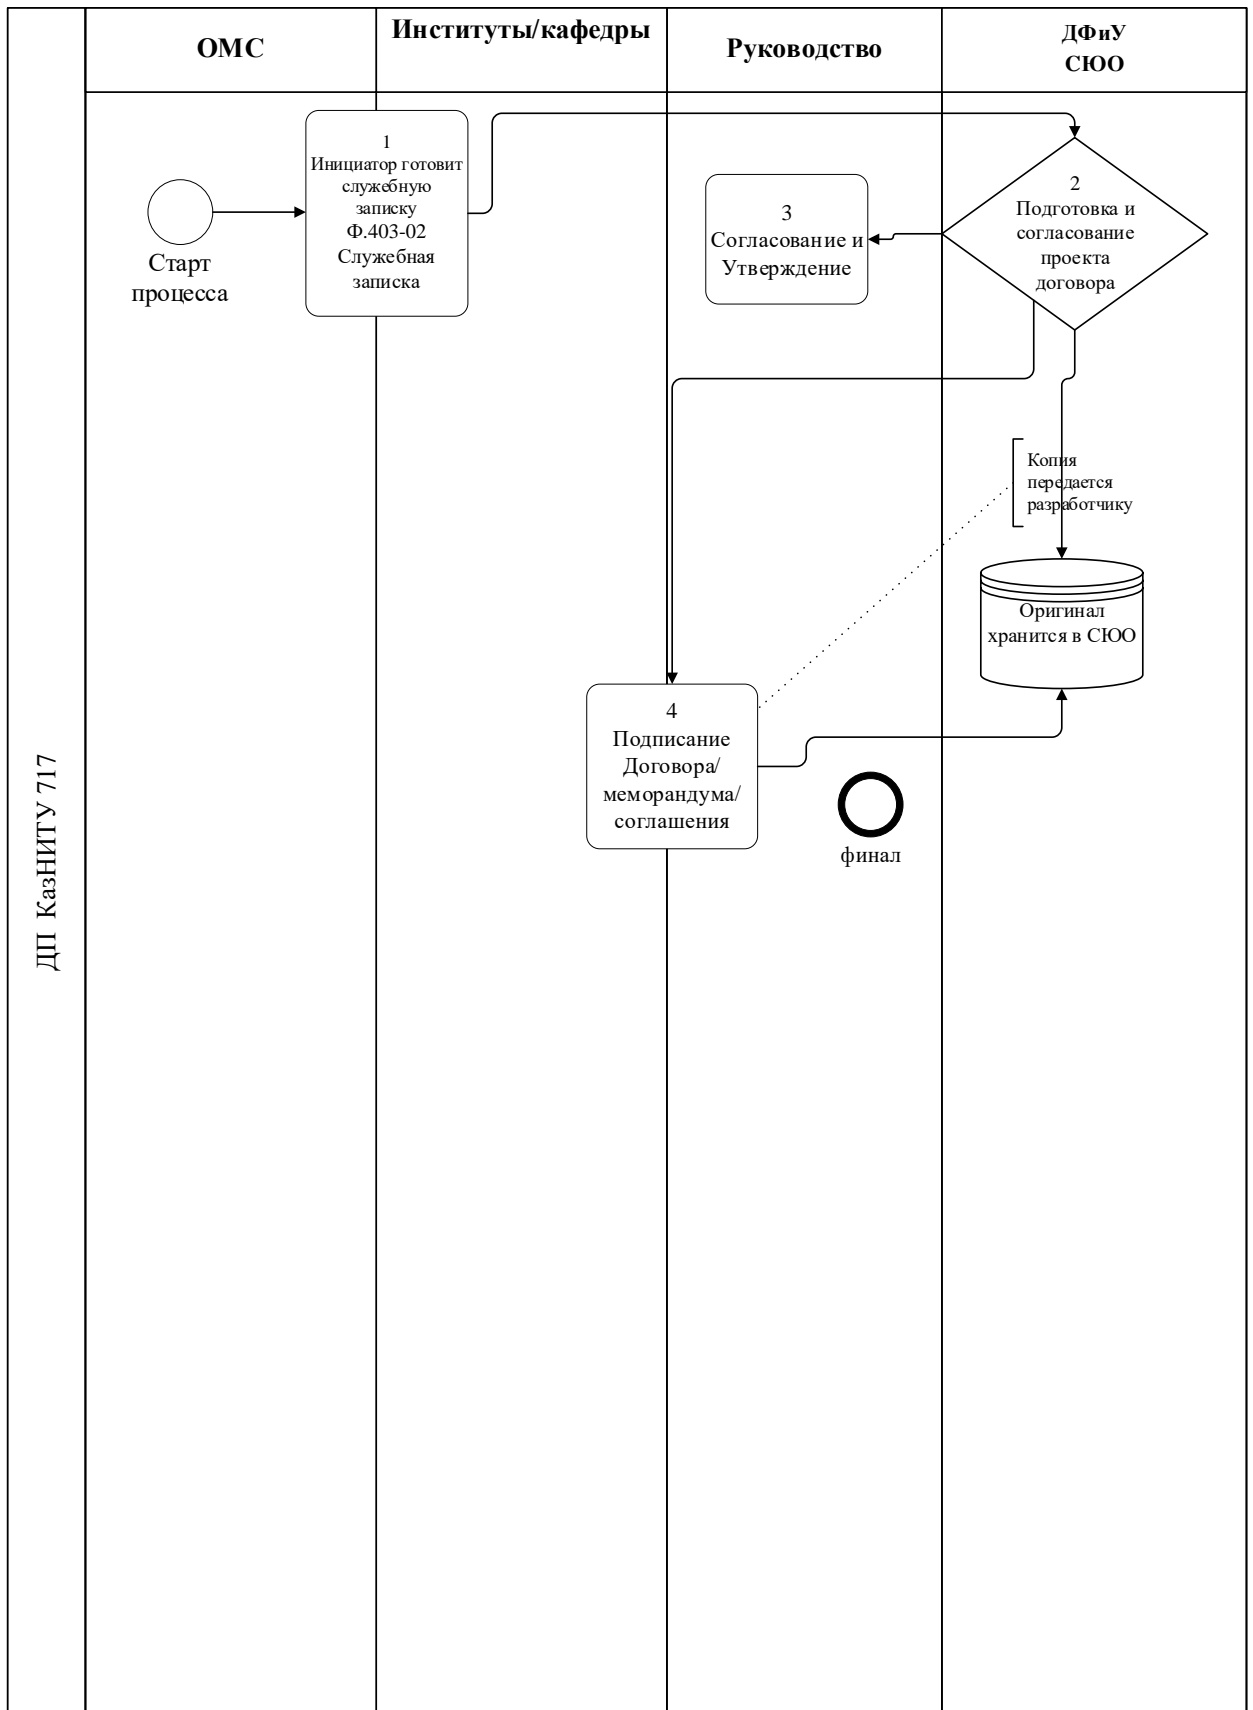 ОМС
Институты/кафедры
Руководство
ДФиУ
СЮО
1
Инициатор готовит
служебную
записку
Ф.403-02
Служебная
записка
Старт
процесса
2
Подготовка и
согласование
проекта
договора
3
Согласование и
Утверждение
Копия
передается
разработчику
Оригинал
хранится в СЮО
4
Подписание
Договора/
меморандума/
соглашения
финал
ДП КазНИТУ 717